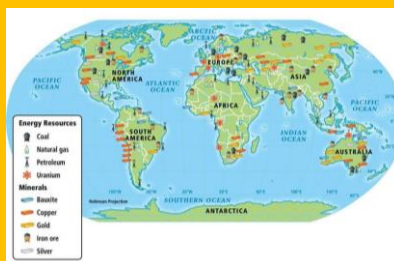 ARCTIC
OCEAN
NORTH
AMERICA
EUROPE
ASIA
PACIFIC
OCEAN
ATLANTIC
OCEAN
PACIFIC
OCEAN
AFRICA
SOUTH
AMERICA
INDIAN
OCEAN
AUSTRALIA
SOUTHERN OCEAN
ANTARCTICA
Robinson Projection
Energy Resources
Coal
Natural gas
Petroleum
Uranium
Minerals
Bauxite
Copper
Gold
Iron ore
Silver